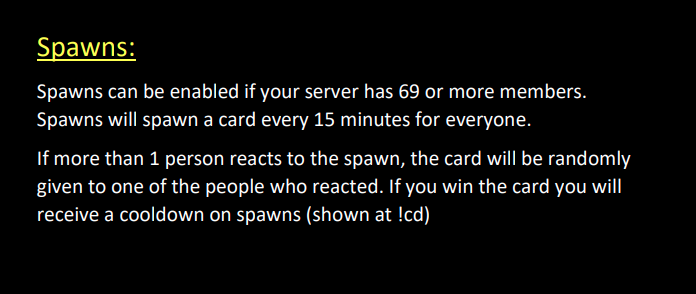 Spawns:
Spawns can be enabled if your server has 69 or more members.
Spawns will spawn a card every 15 minutes for everyone.
If more than 1 person reacts to the spawn, the card will be randomly
given to one of the people who reacted. If you win the card you will
receive a cooldown on spawns (shown at !cd)